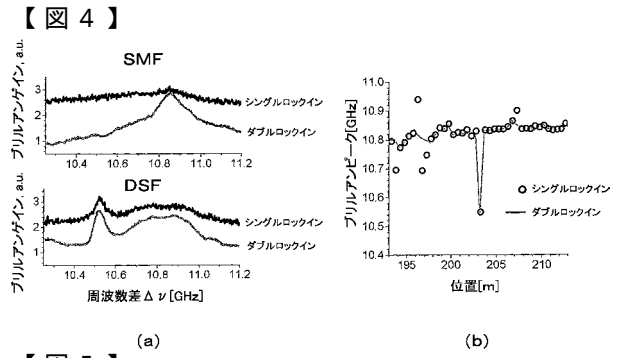 【図4】
SMF
ブリルアンゲイン, a.u.
3
2
1
シングルロックイン
ダブルロックイン
10.4 10.6 10.8 11.0 11.2
DSF
ブリルアンゲイン, a.u.
3
2
1
シングルロックイン
ダブルロックイン
10.4 10.6 10.8 11.0 11.2
周波数差Δν[GHz]
(a)
ブリルアンピーク[GHz]
11.0
10.9
10.8
10.7
10.6
10.5
10.4
シングルロックイン
ダブルロックイン
195 200 205 210
位置[m]
(b)